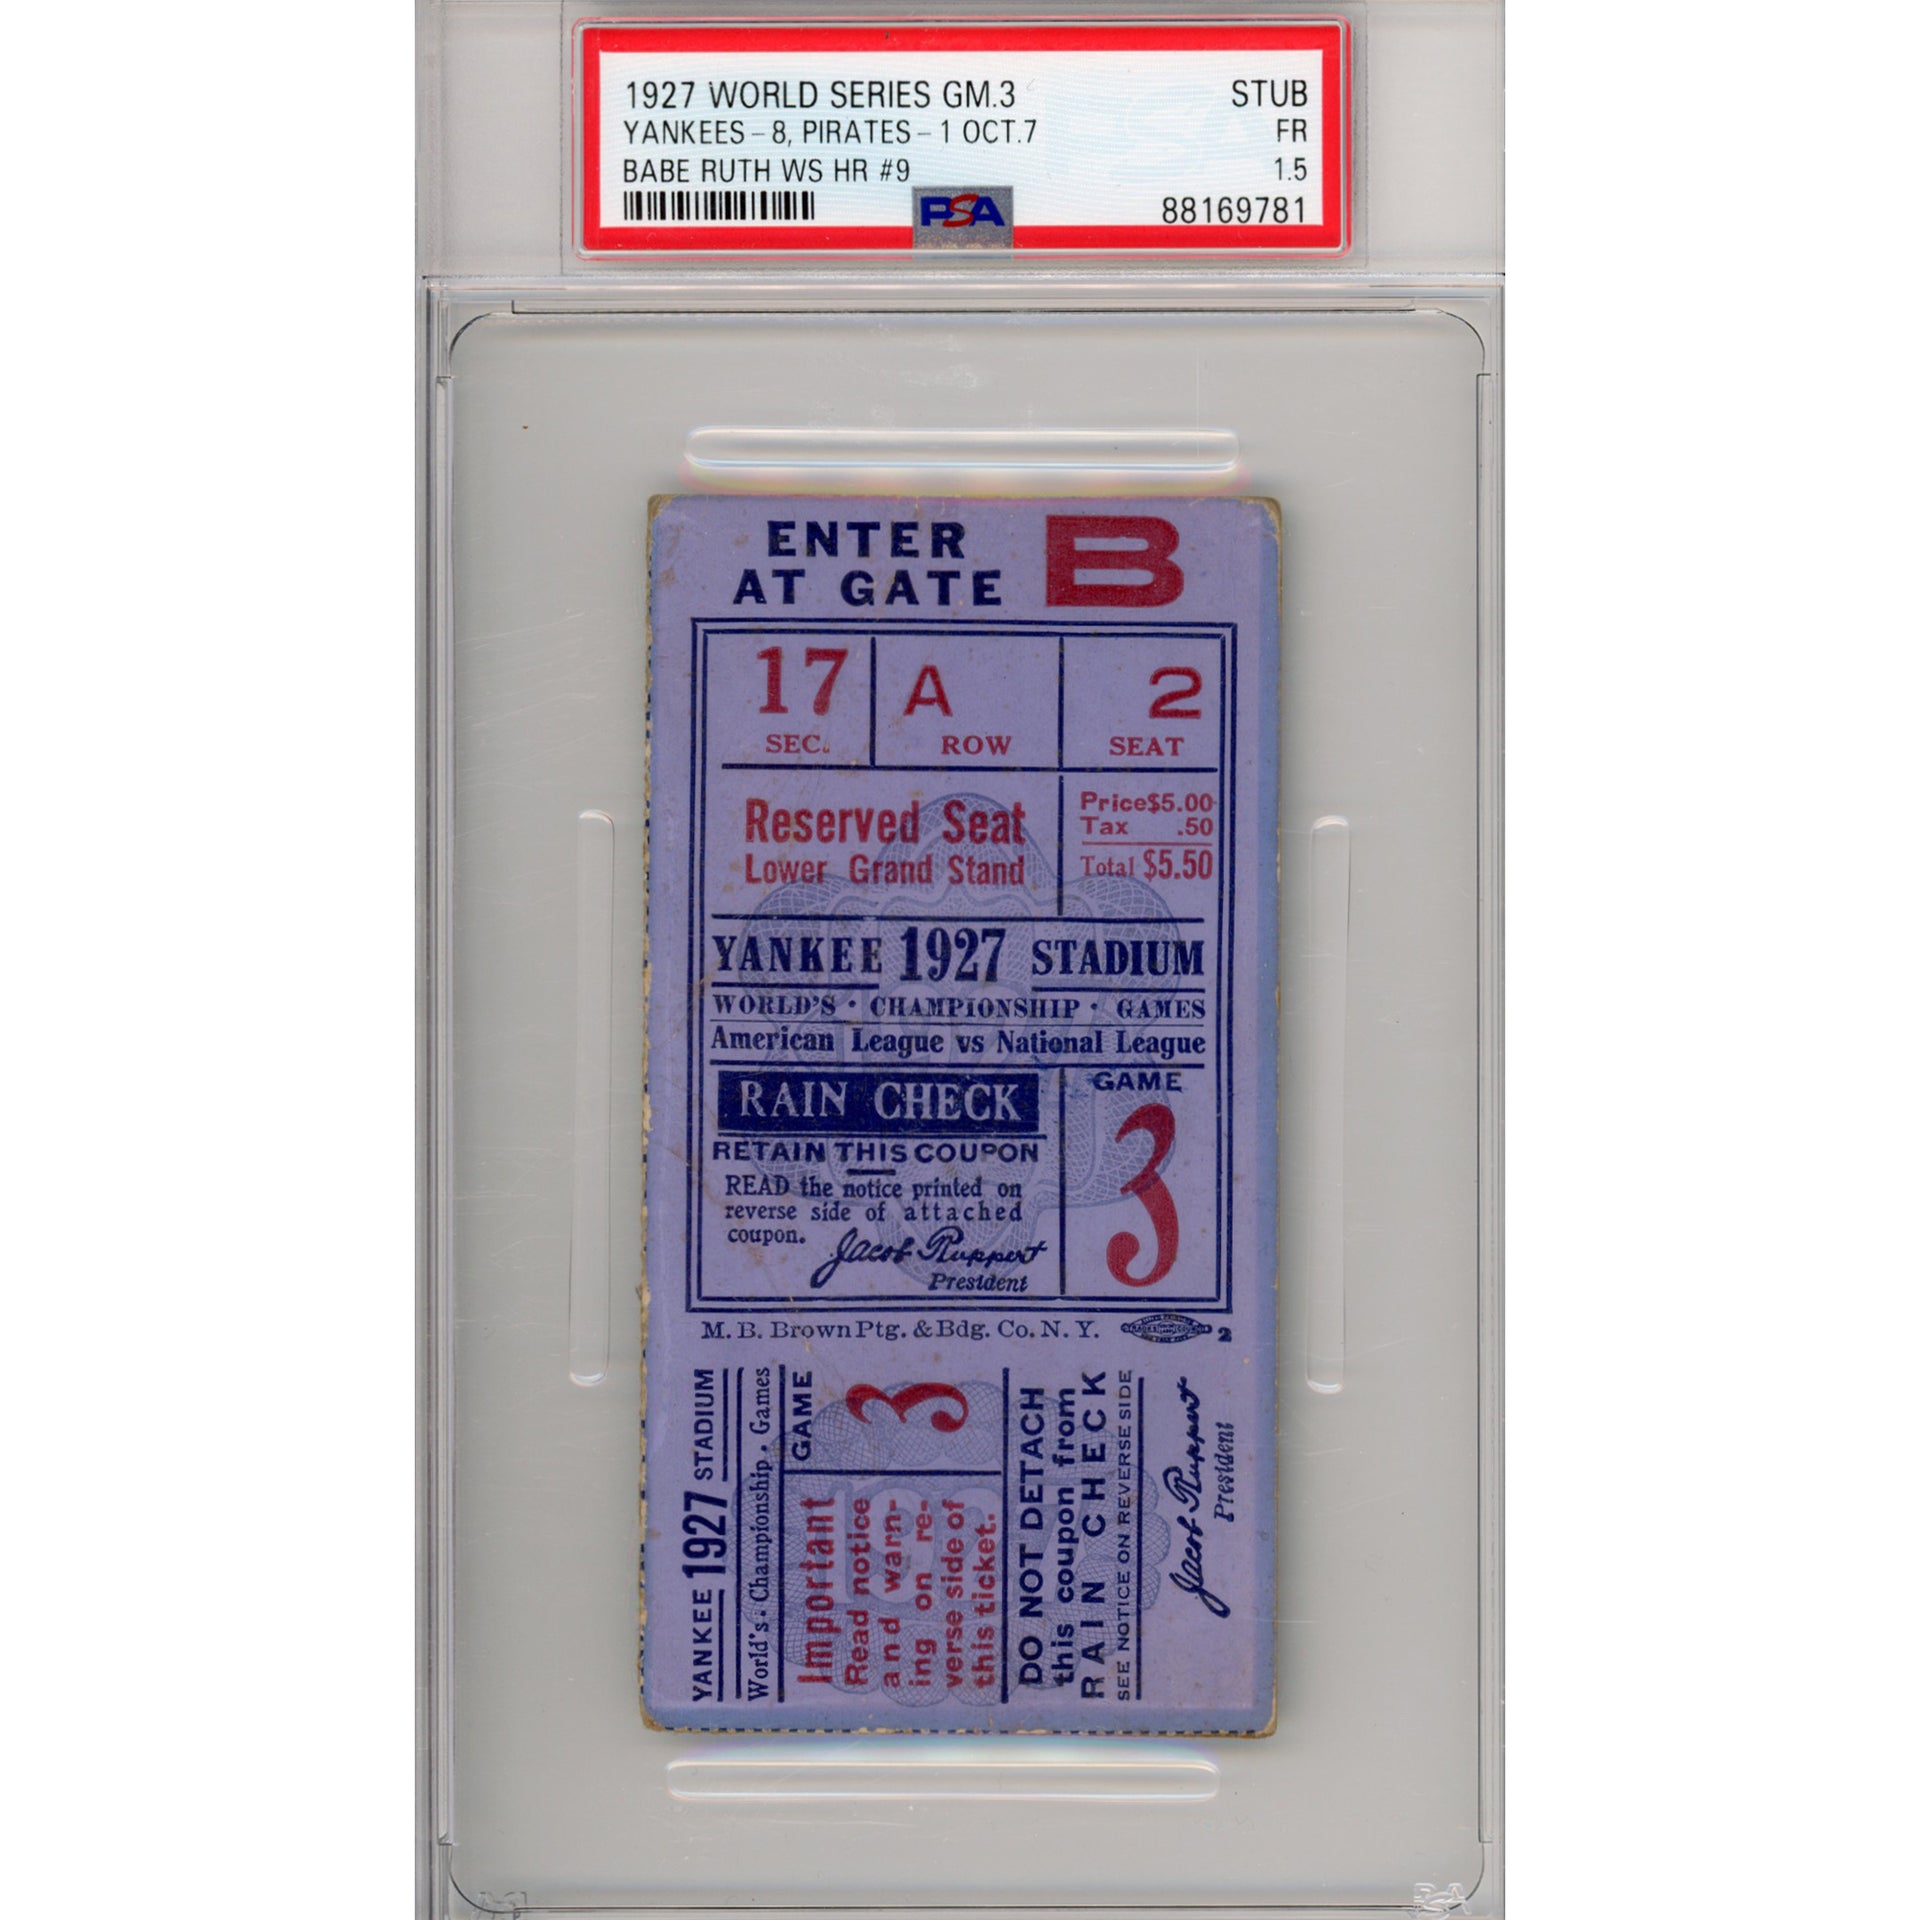 1927 WORLD SERIES GM.3 STUB
YANKEES-8, PIRATES-1 OCT.7 FR
BABE RUTH WS HR #9 1.5
PSA 88169781
ENTER
AT GATE B
17 A 2
SEC. ROW SEAT
Reserved Seat
Lower Grand Stand
Price $5.00
Tax .50
Total $5.50
YANKEE 1927 STADIUM
WORLD'S · CHAMPIONSHIP · GAMES
American League vs National League
RAIN CHECK
RETAIN THIS COUPON
READ the notice printed on
reverse side of attached
coupon.
Jacob Ruppert
President
GAME
3
M. B. Brown Ptg. & Bdg. Co. N. Y. 2
YANKEE 1927 STADIUM
World's . Championship . Games
GAME 3
Important
Read notice
and warn-
ing on re-
verse side of
this ticket.
DO NOT DETACH
this coupon from
RAIN CHECK
SEE NOTICE ON REVERSE SIDE
Jacob Ruppert
President